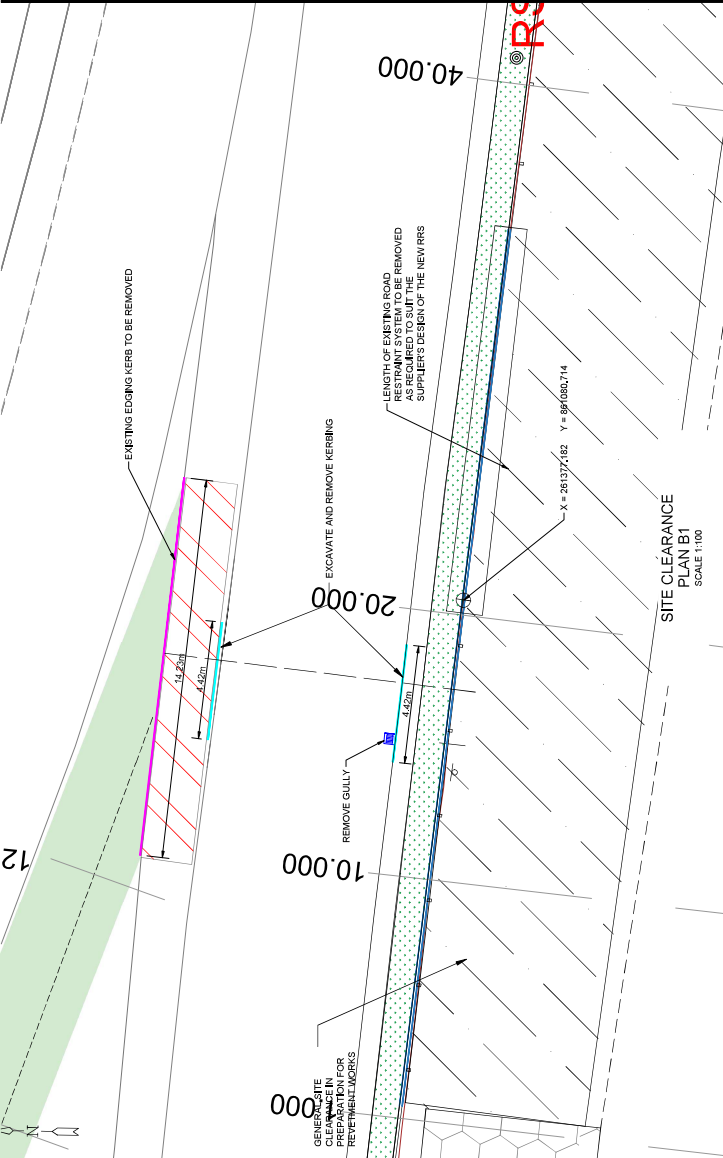 RS
40.000
EXISTING EDGING KERB TO BE REMOVED
LENGTH OF EXISTING ROAD
RESTRAINT SYSTEM TO BE REMOVED
AS REQUIRED TO SUIT THE
SUPPLIER'S DESIGN OF THE NEW RRS
EXCAVATE AND REMOVE KERBING
X = 261377.182 Y = 861080.714
20.000
SITE CLEARANCE
PLAN B1
SCALE 1:100
14.23m
4.42m
4.42m
REMOVE GULLY
12
10.000
GENERAL SITE
CLEARANCE IN
PREPARATION FOR
REVETMENT WORKS
.000
N